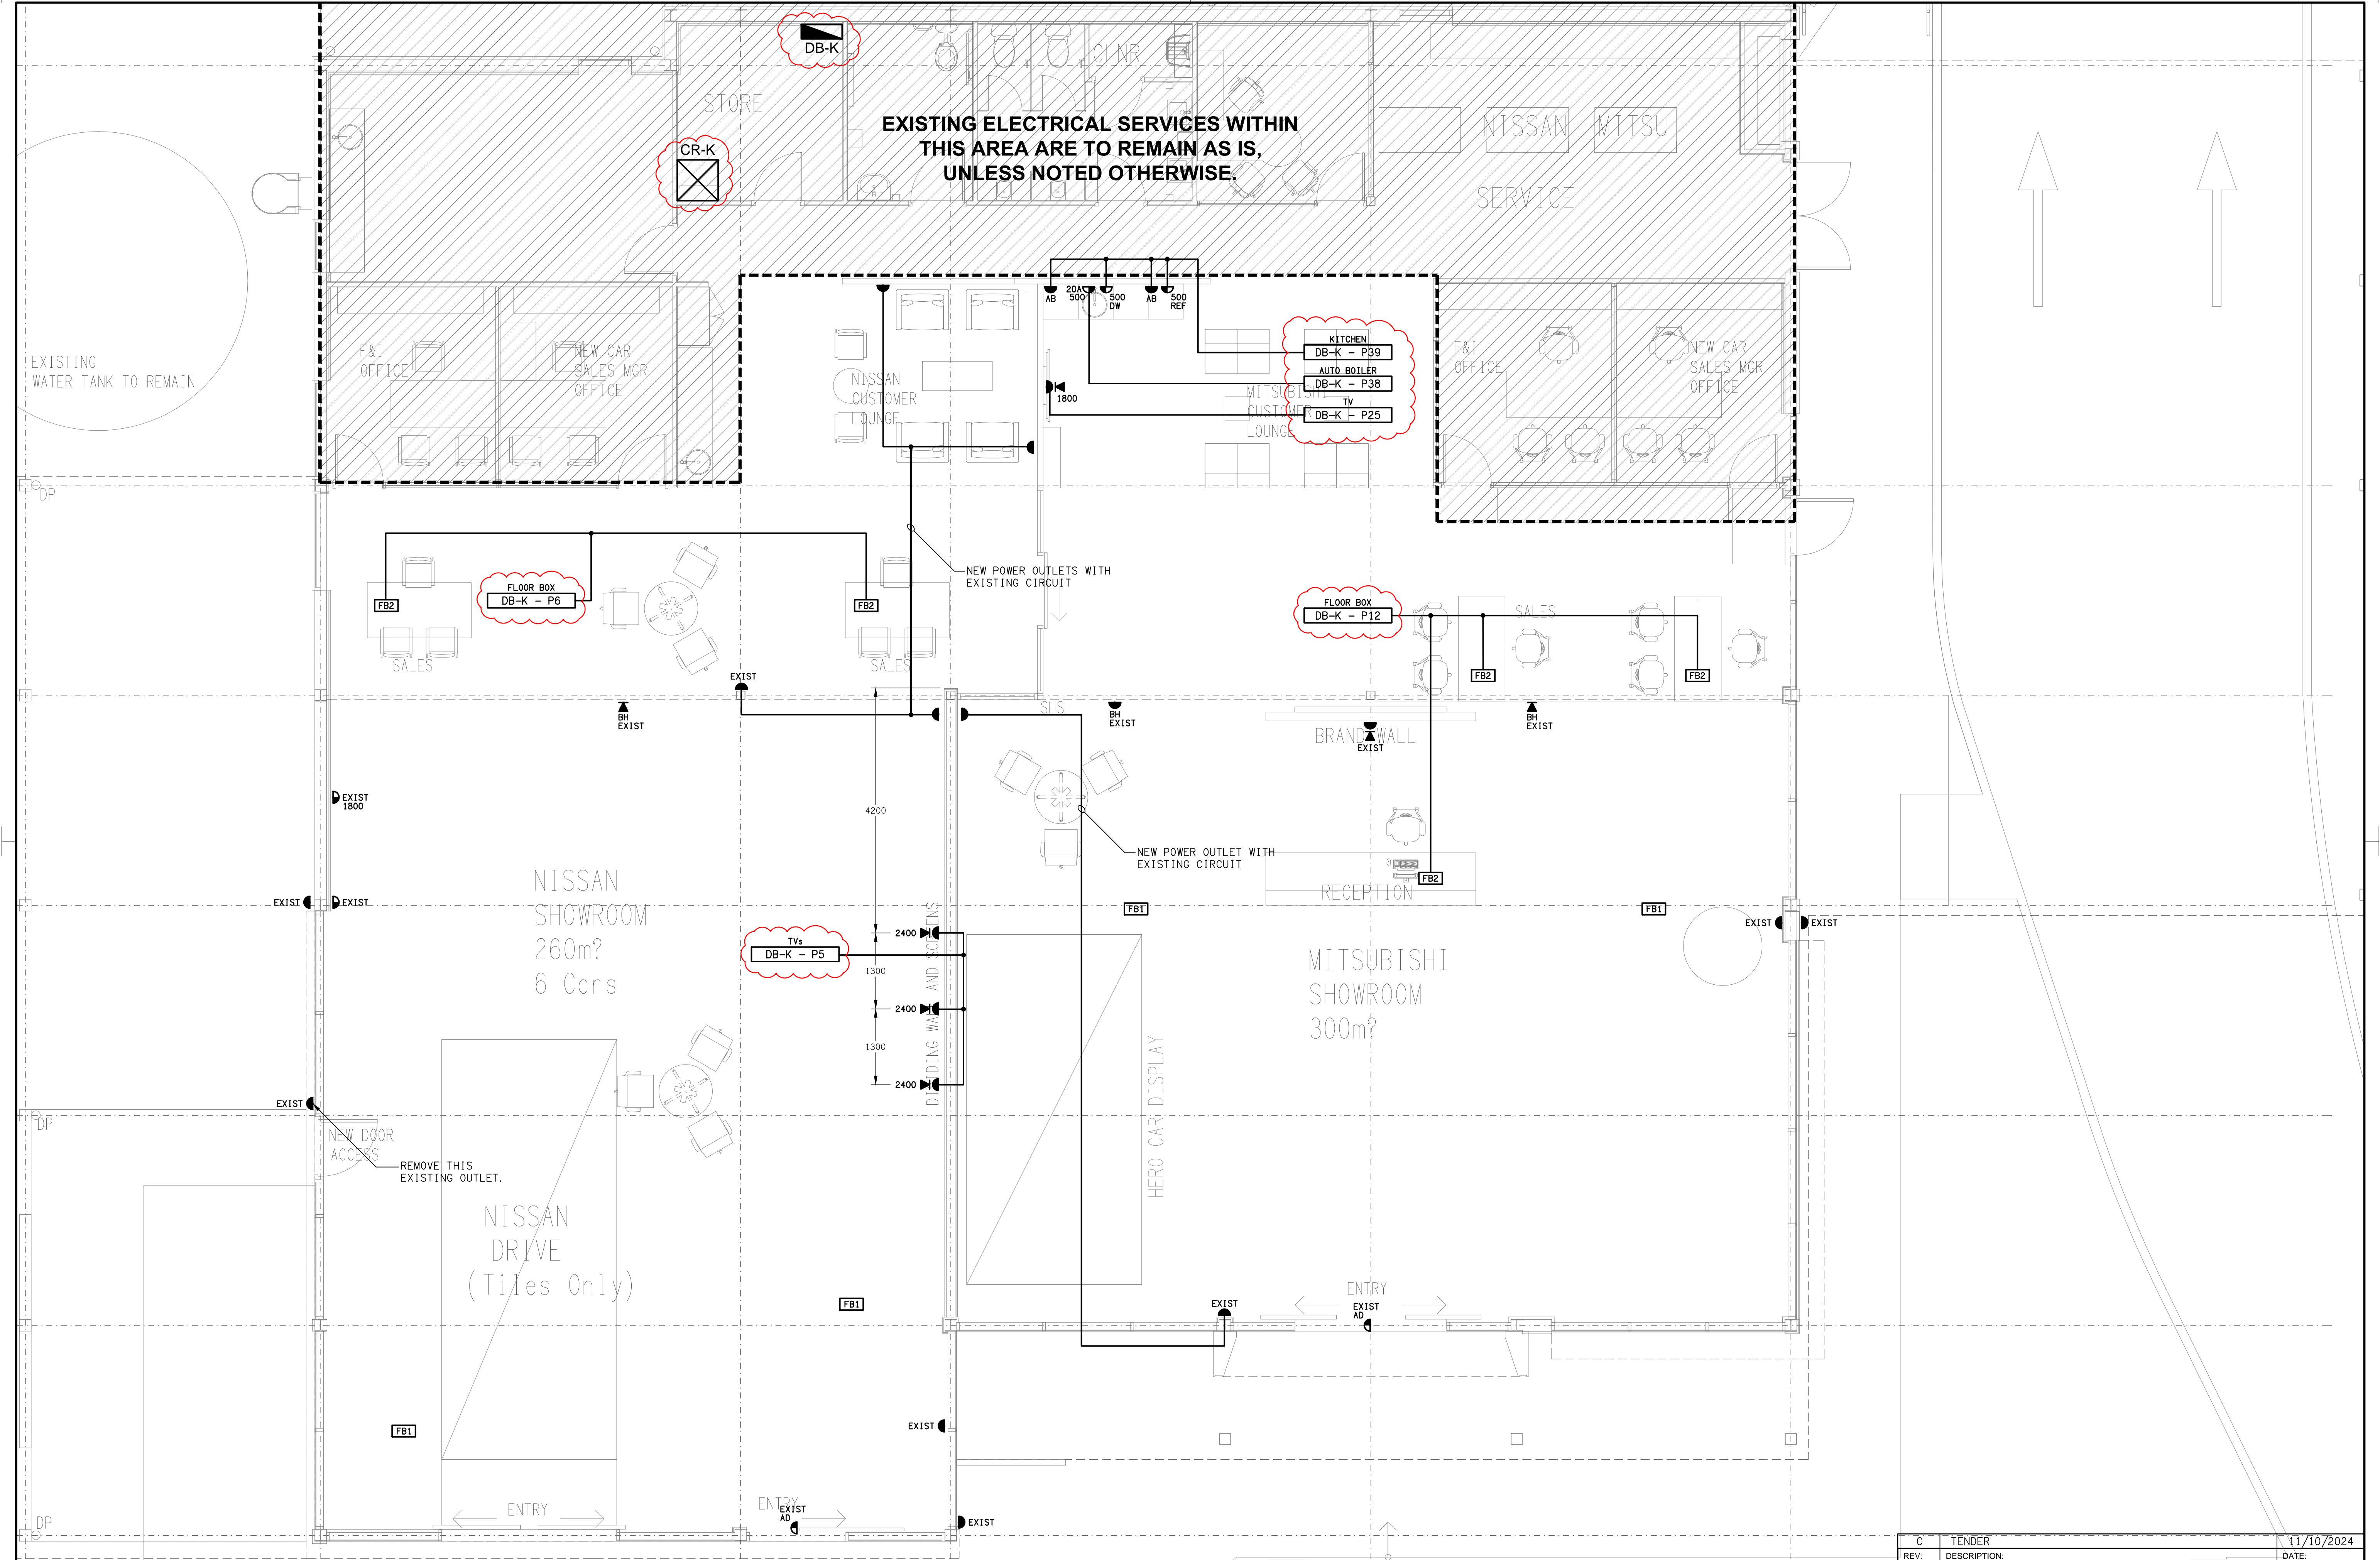 DB-K
CLNR
STORE
EXISTING ELECTRICAL SERVICES WITHIN
THIS AREA ARE TO REMAIN AS IS,
UNLESS NOTED OTHERWISE.
NISSAN
MITSU
CR-K
SERVICE
AB
20A
500
500
DW
AB
500
REF
EXISTING
WATER TANK TO REMAIN
F&I
OFFICE
NEW CAR
SALES MGR
OFFICE
NISSAN
CUSTOMER
LOUNGE
1800
KITCHEN
DB-K - P39
AUTO BOILER
DB-K - P38
TV
DB-K - P25
MITSUBISHI
CUSTOMER
LOUNGE
F&I
OFFICE
NEW CAR
SALES MGR
OFFICE
DP
NEW POWER OUTLETS WITH
EXISTING CIRCUIT
FLOOR BOX
DB-K - P6
FB2
FB2
SALES
SALES
FLOOR BOX
DB-K - P12
SALES
FB2
FB2
EXIST
BH
EXIST
SHS
BH
EXIST
BRAND WALL
EXIST
BH
EXIST
EXIST
1800
4200
NEW POWER OUTLET WITH
EXISTING CIRCUIT
NISSAN
SHOWROOM
260m?
6 Cars
EXIST
EXIST
FB2
RECEPTION
FB1
FB1
EXIST
EXIST
TVs
DB-K - P5
2400
1300
2400
1300
2400
DIVIDING WALL AND SCREENS
MITSUBISHI
SHOWROOM
300m?
HERO CAR DISPLAY
EXIST
DP
NEW DOOR
ACCESS
REMOVE THIS
EXISTING OUTLET.
NISSAN
DRIVE
(Tiles Only)
FB1
EXIST
ENTRY
EXIST
AD
FB1
EXIST
ENTRY
ENTRY
EXIST
AD
EXIST
DP
C TENDER 11/10/2024
REV: DESCRIPTION: DATE: